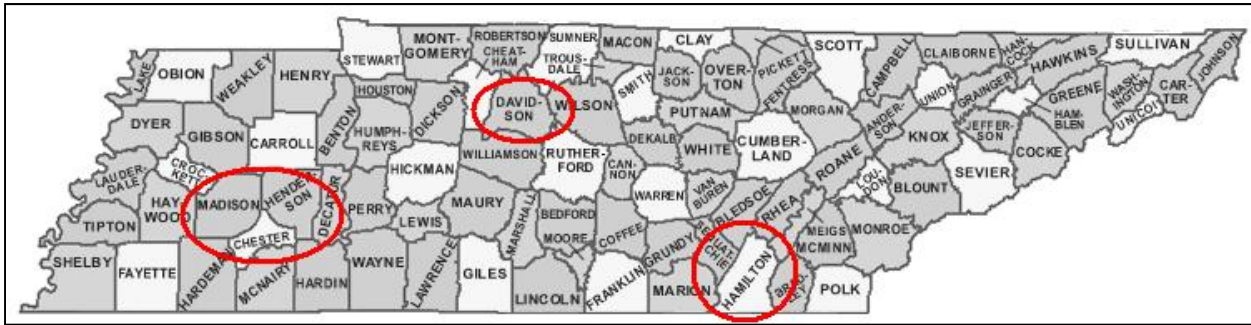 LAKE
OBION
WEAKLEY
HENRY
STEWART
MONT-
GOMERY
ROBERTSON
CHEAT-
HAM
SUMNER
TROUS-
DALE
MACON
CLAY
PICKETT
SCOTT
CAMPBELL
CLAIBORNE
HAN-
COCK
HAWKINS
SULLIVAN
JOHNSON
DYER
GIBSON
CARROLL
BENTON
HOUSTON
HUMPH-
REYS
DICKSON
DAVID-
SON
WILSON
SMITH
JACK-
SON
OVER-
TON
FENTRESS
MORGAN
ANDER-
SON
UNION
GRAINGER
HAM-
BLEN
GREENE
WASH-
INGTON
UNICOI
CAR-
TER
LAUDER-
DALE
CROC-
KETT
HICKMAN
WILLIAMSON
RUTHER-
FORD
CAN-
NON
DEKALB
PUTNAM
WHITE
CUMBER-
LAND
ROANE
KNOX
JEFFER-
SON
COCKE
SEVIER
TIPTON
HAY-
WOOD
MADISON
HENDER-
SON
DECATUR
PERRY
LEWIS
MAURY
MARSHALL
BEDFORD
MOORE
COFFEE
WARREN
VAN
BUREN
BLEDSOE
RHEA
LOU-
DON
BLOUNT
MEIGS
MCMINN
MONROE
SHELBY
FAYETTE
HARDEMAN
CHESTER
MCNAIRY
HARDIN
WAYNE
LAWRENCE
GILES
LINCOLN
FRANKLIN
GRUNDY
MARION
SE-
QUAT-
CHIE
HAMILTON
BRAD-
LEY
POLK